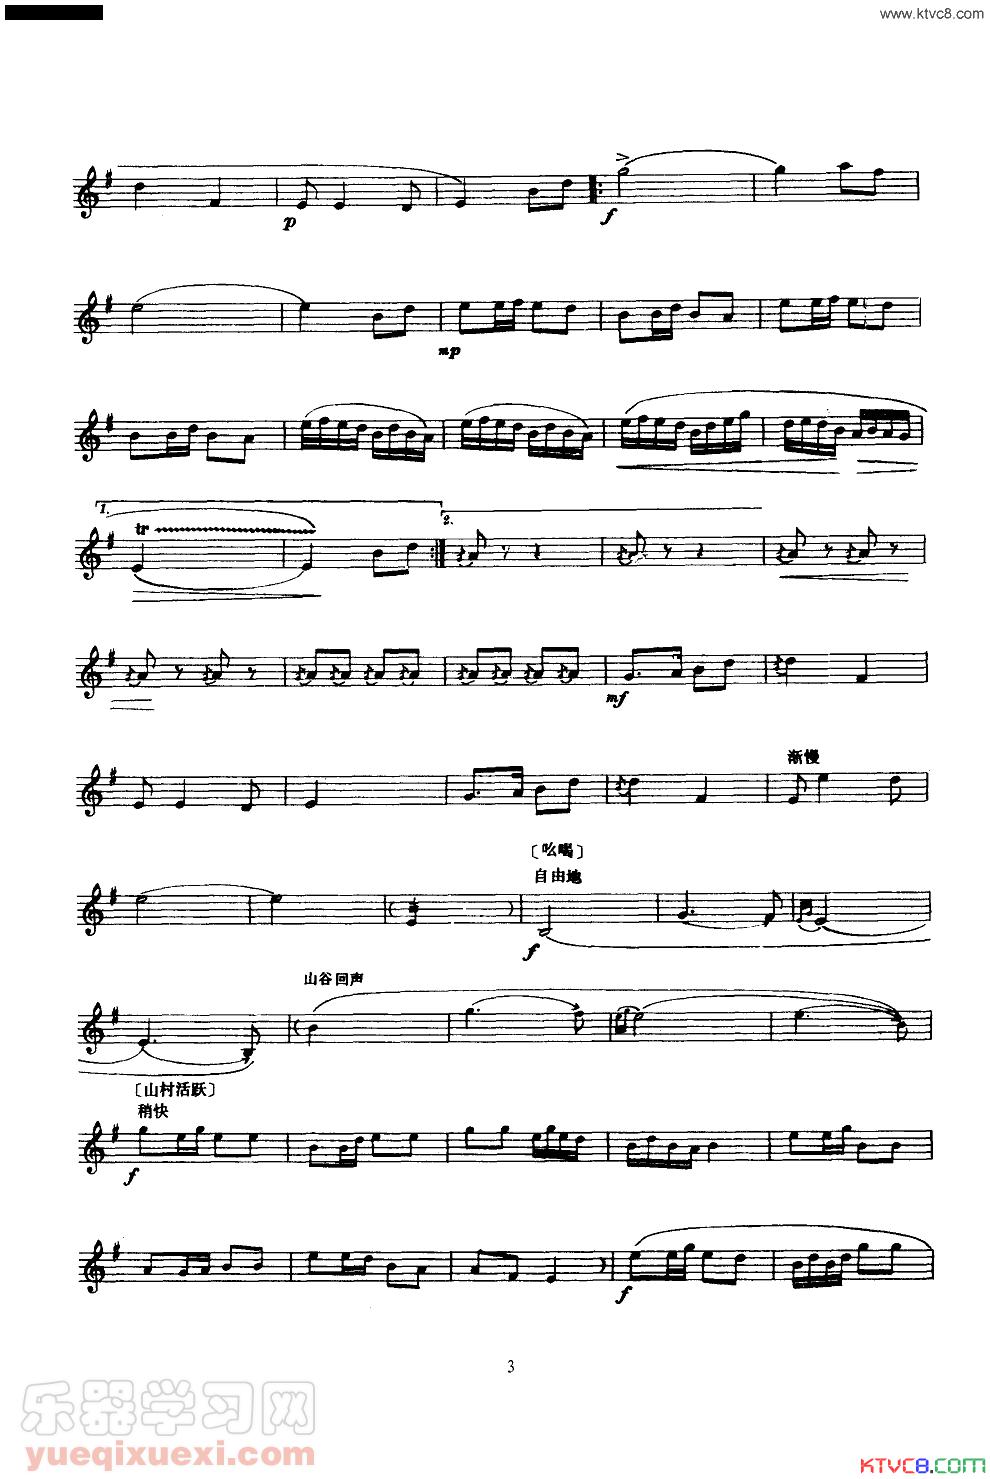 www.ktvc8.com
p
f
mp
1.
tr
2.
mf
渐慢
〔吆喝〕
自由地
f
山谷回声
〔山村活跃〕
稍快
f
f
3
乐器学习网
yueqixuexi.com
KTVC8.COM